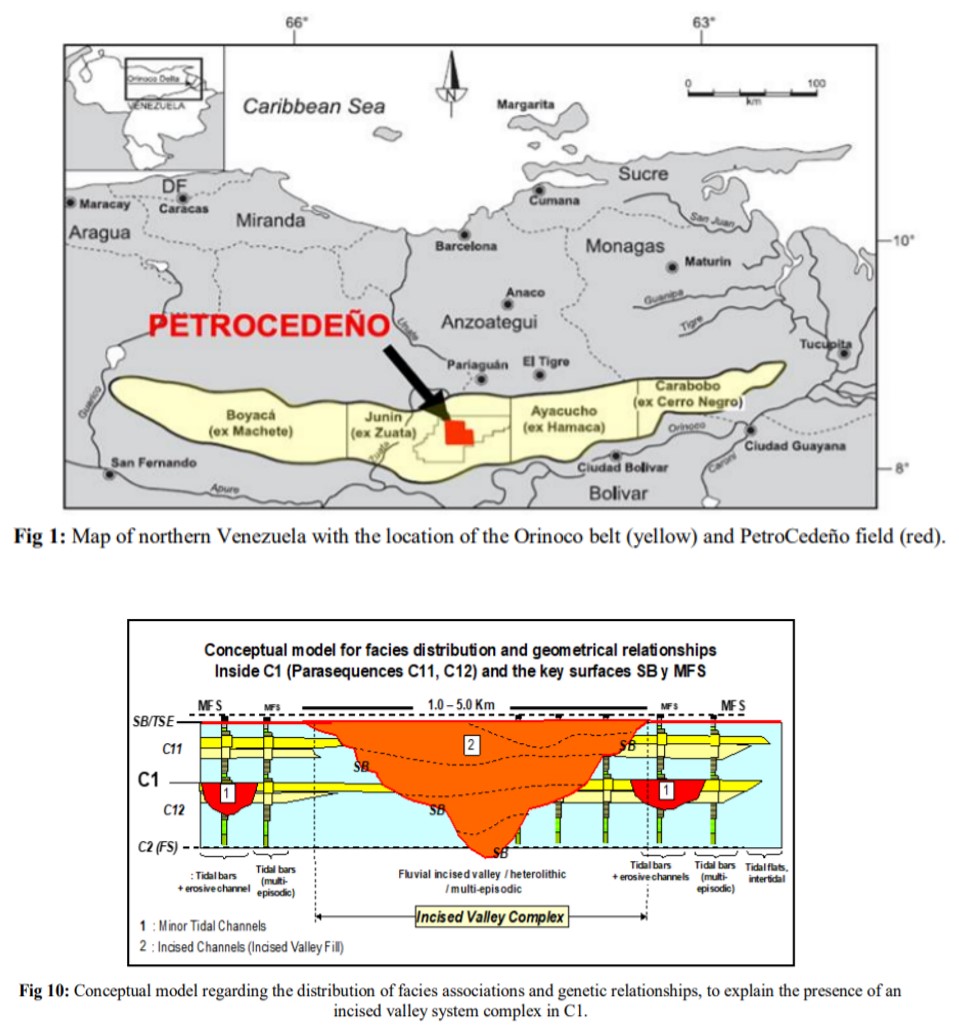 66°
63°
Orinoco Delta
VENEZUELA
Caribbean Sea
N
Margarita
0
100
km
DF
Maracay
Caracas
Aragua
Miranda
Sucre
Cumana
San Juan
Barcelona
Monagas
10°
Maturin
Guanipa
Anaco
Anzoategui
Tigre
PETROCEDEÑO
Unare
Pariaguán
El Tigre
Tucupita
Guarico
Boyacá
(ex Machete)
Junin
(ex Zuata)
Zuata
Ayacucho
(ex Hamaca)
Carabobo
(ex Cerro Negro)
Orinoco
Ciudad Guayana
San Fernando
Apure
Ciudad Bolivar
Caroni
8°
Bolivar
Fig 1: Map of northern Venezuela with the location of the Orinoco belt (yellow) and PetroCedeño field (red).
Conceptual model for facies distribution and geometrical relationships
Inside C1 (Parasequences C11, C12) and the key surfaces SB y MFS
MFS
MFS
1.0 – 5.0 Km
MFS
MFS
SB/TSE
C11
2
SB
SB
C1
1
1
C12
SB
C2 (FS)
SB
: Tidal bars
+ erosive channel
Tidal bars
(multi-
episodic)
Fluvial incised valley / heterolithic
/ multi-episodic
Tidal bars
+ erosive channels
Tidal bars
(multi-
episodic)
Tidal flats,
intertidal
Incised Valley Complex
1 : Minor Tidal Channels
2 : Incised Channels (Incised Valley Fill)
Fig 10: Conceptual model regarding the distribution of facies associations and genetic relationships, to explain the presence of an
incised valley system complex in C1.